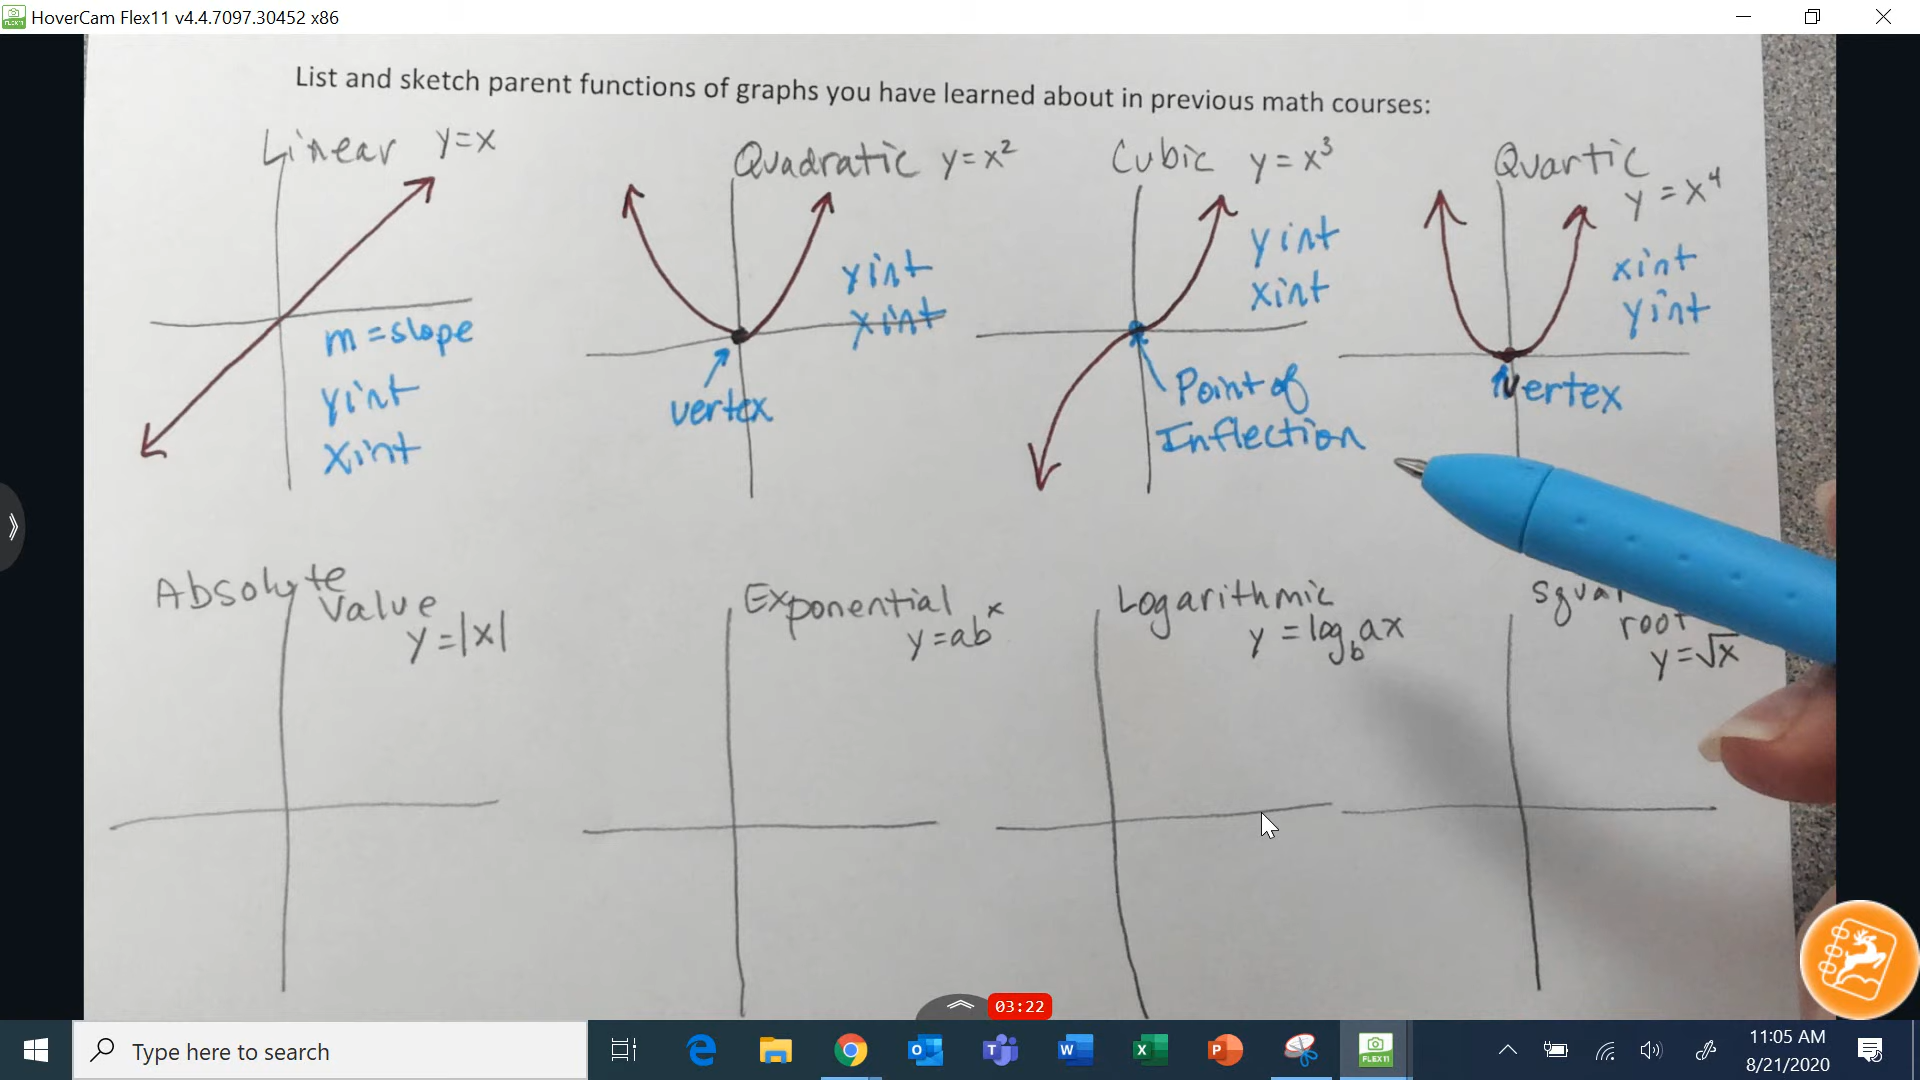 HoverCam Flex11 v4.4.7097.30452 x86
List and sketch parent functions of graphs you have learned about in previous math courses:
Linear y=x
m = slope
yint
xint
Quadratic y=x²
yint
xint
vertex
Cubic y = x³
yint
xint
Point of
Inflection
Quartic
y = x⁴
xint
yint
vertex
Absolute
Value
y=|x|
Exponential
y=abˣ
Logarithmic
y = log_b ax
root
y=√x
03:22
Type here to search
FLEX11
11:05 AM
8/21/2020